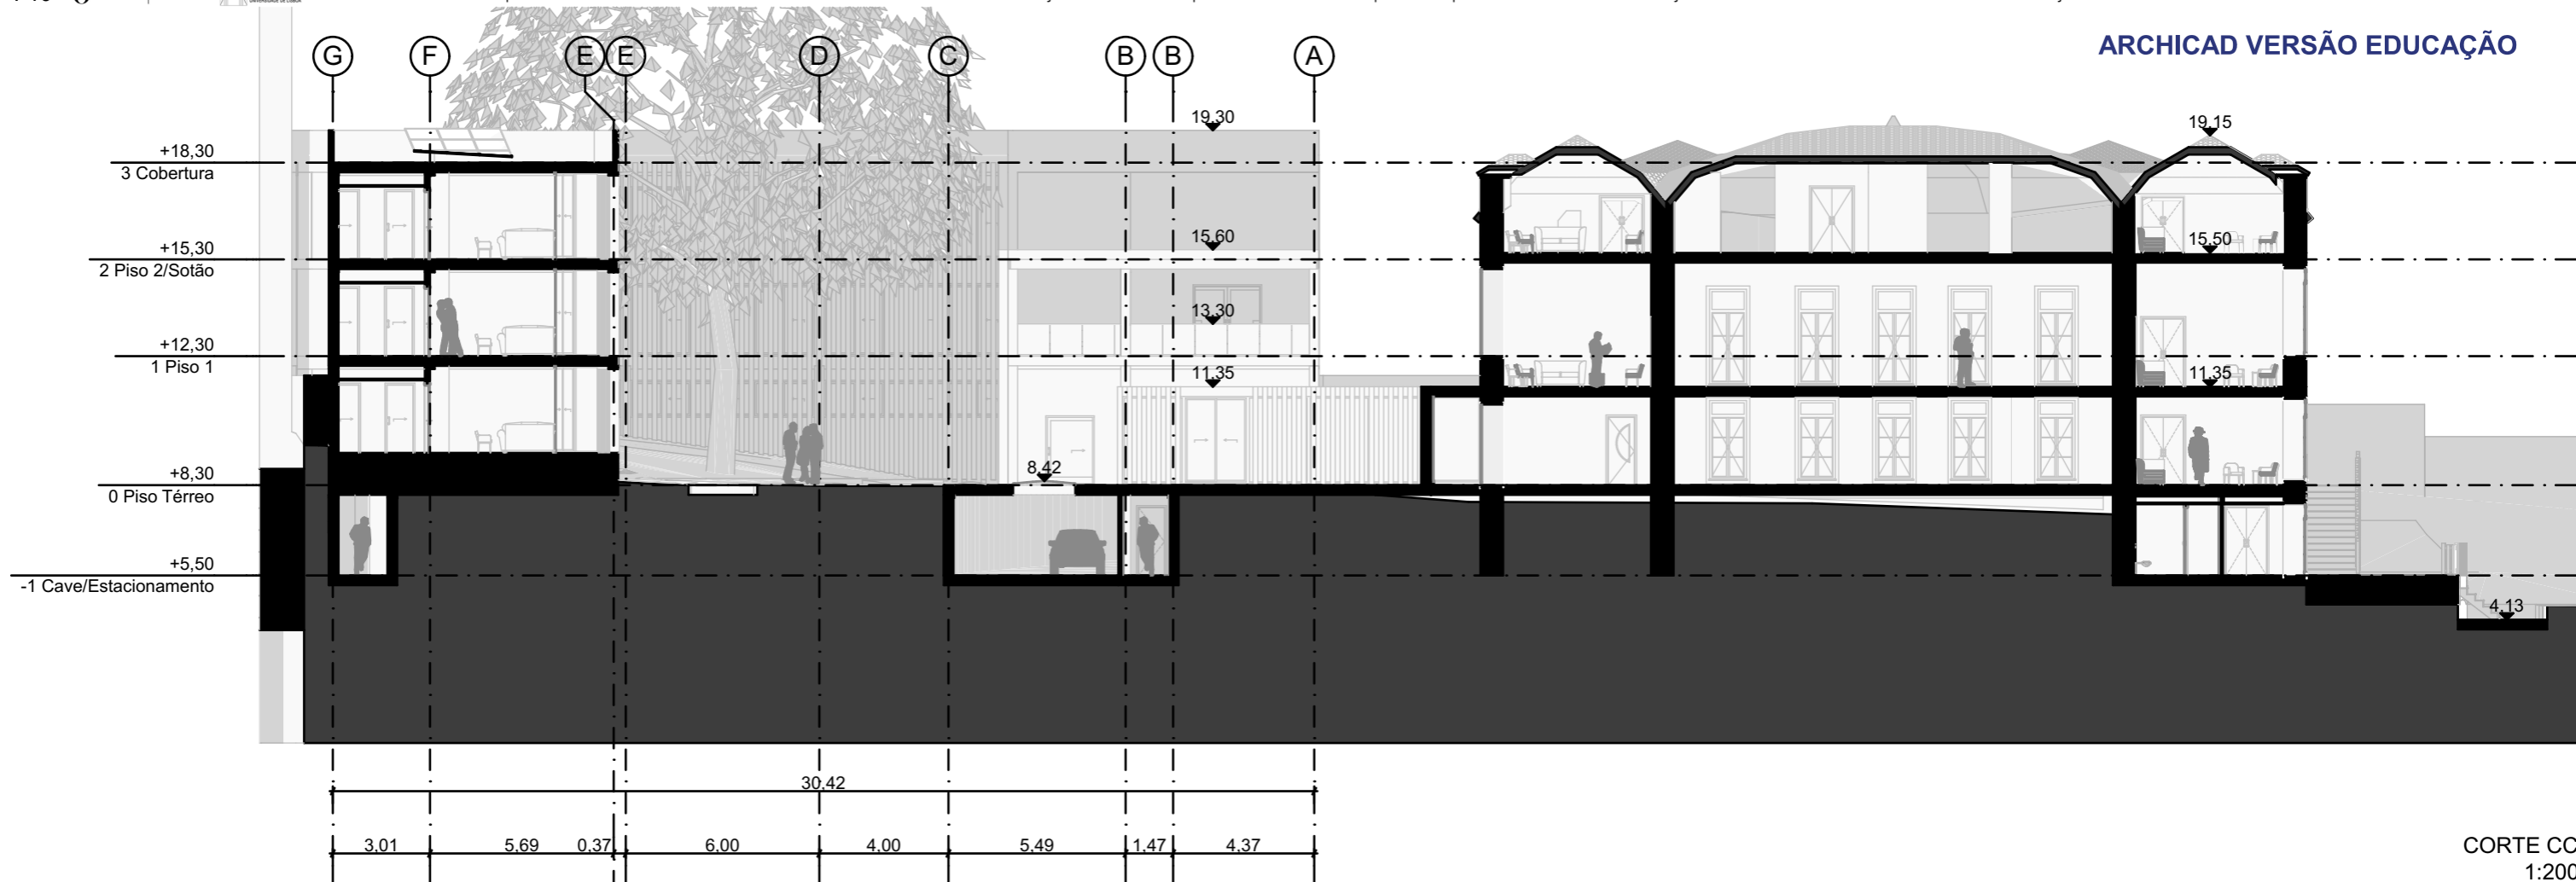 ARCHICAD VERSÃO EDUCAÇÃO
G F E E D C B B A
19,30
19,15
+18,30
3 Cobertura
15,60
15,50
+15,30
2 Piso 2/Sotão
13,30
+12,30
1 Piso 1
11,35
11,35
8,42
+8,30
0 Piso Térreo
+5,50
-1 Cave/Estacionamento
4,13
30,42
3,01 5,69 0,37 6,00 4,00 5,49 1,47 4,37
CORTE CC
1:200